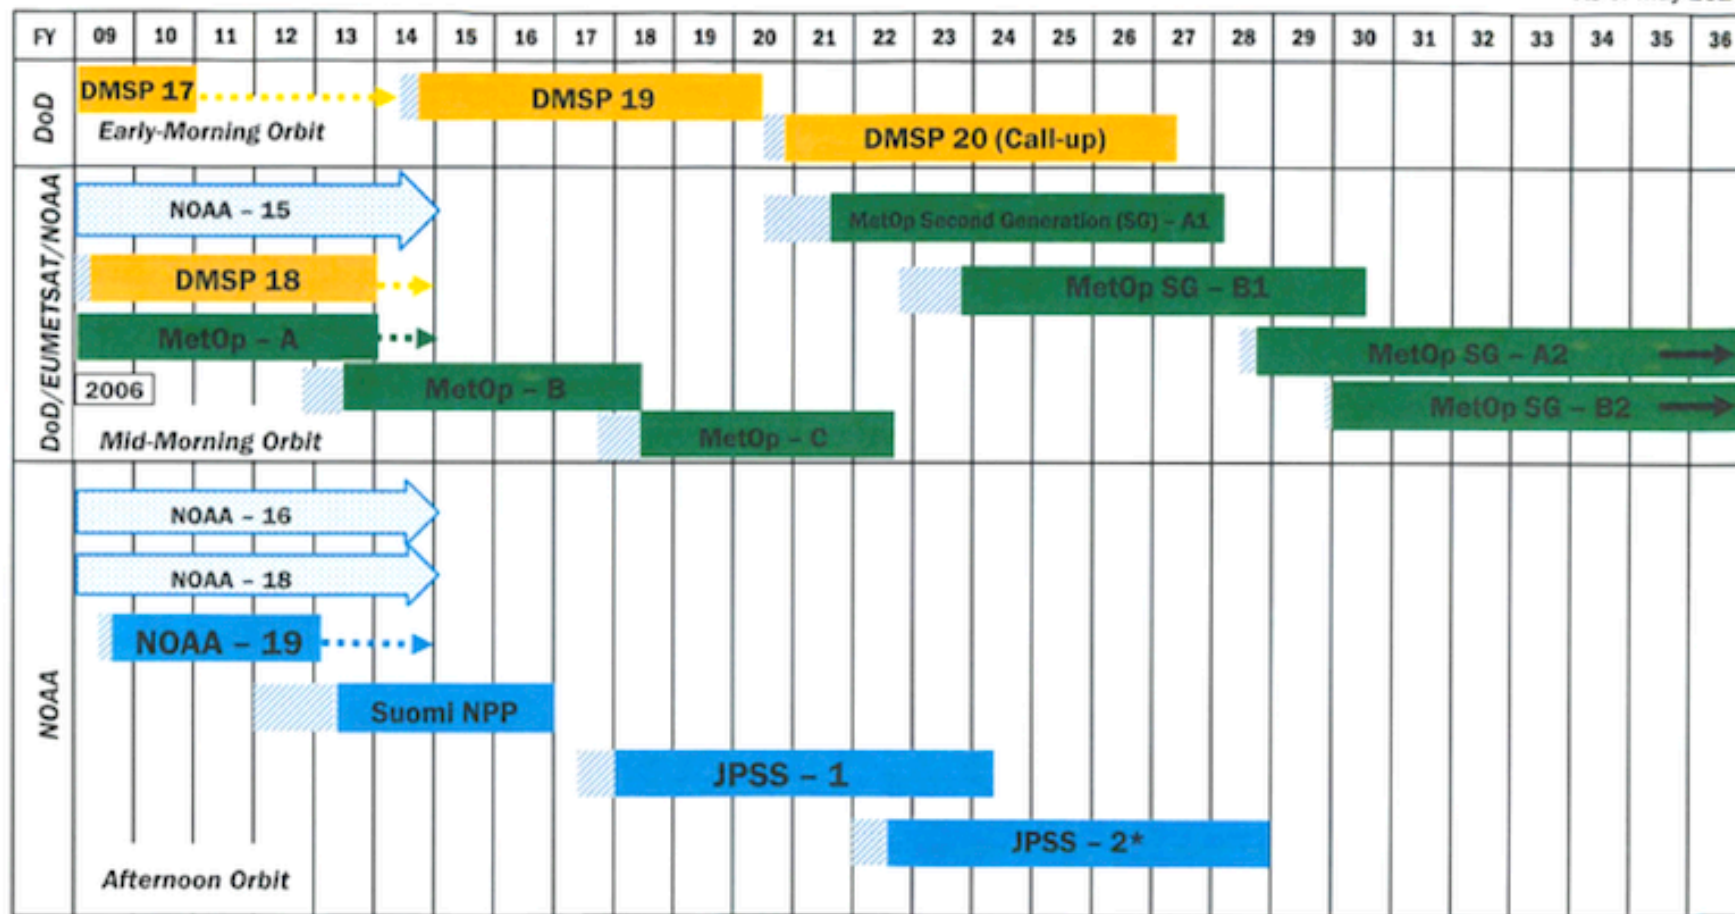 FY 09 10 11 12 13 14 15 16 17 18 19 20 21 22 23 24 25 26 27 28 29 30 31 32 33 34 35 36
DoD
DMSP 17
DMSP 19
Early-Morning Orbit
DMSP 20 (Call-up)
DoD/EUMETSAT/NOAA
NOAA – 15
MetOp Second Generation (SG) – A1
DMSP 18
MetOp SG – B1
MetOp – A
MetOp SG – A2
2006
MetOp – B
MetOp SG – B2
Mid-Morning Orbit
MetOp – C
NOAA
NOAA – 16
NOAA – 18
NOAA – 19
Suomi NPP
JPSS – 1
JPSS – 2*
Afternoon Orbit